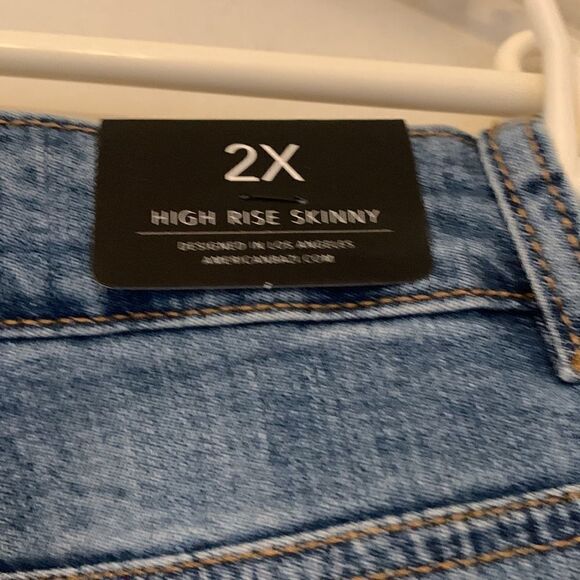 2X
HIGH RISE SKINNY
DESIGNED IN LOS ANGELES
AMERICANBAZI.COM